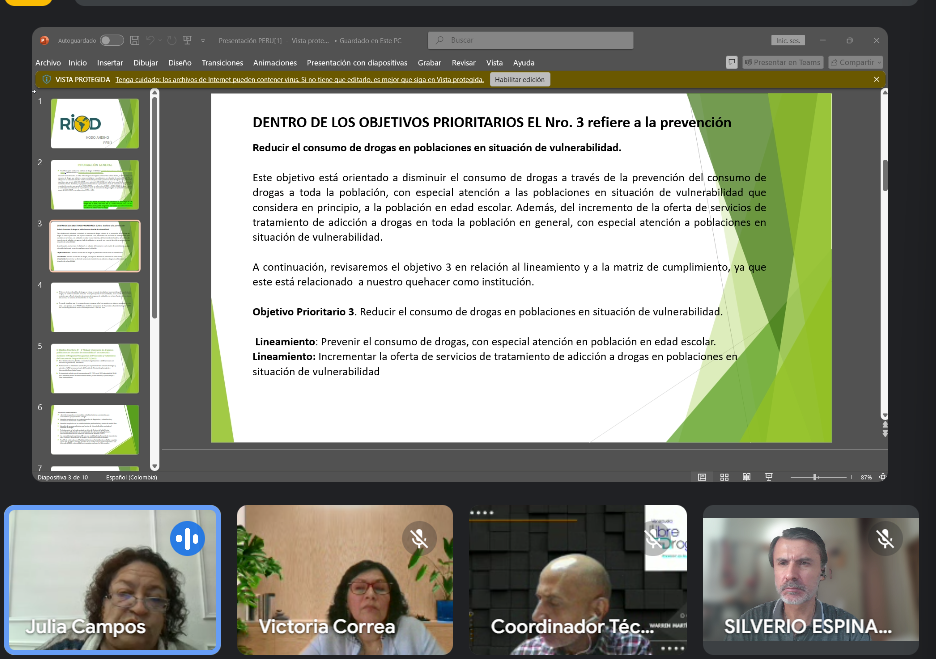 Autoguardado
Presentación PERU[1] - Vista prote... • Guardado en Este PC
Buscar
Inic. ses.
Archivo Inicio Insertar Dibujar Diseño Transiciones Animaciones Presentación con diapositivas Grabar Revisar Vista Ayuda
Presentar en Teams
Compartir
VISTA PROTEGIDA Tenga cuidado: los archivos de Internet pueden contener virus. Si no tiene que editarlo, es mejor que siga en Vista protegida.
Habilitar edición
1
RIOD
2
3
4
5
6
7
DENTRO DE LOS OBJETIVOS PRIORITARIOS EL Nro. 3 refiere a la prevención
Reducir el consumo de drogas en poblaciones en situación de vulnerabilidad.
Este objetivo está orientado a disminuir el consumo de drogas a través de la prevención del consumo de
drogas a toda la población, con especial atención a las poblaciones en situación de vulnerabilidad que
considera en principio, a la población en edad escolar. Además, del incremento de la oferta de servicios de
tratamiento de adicción a drogas en toda la población en general, con especial atención a poblaciones en
situación de vulnerabilidad.
A continuación, revisaremos el objetivo 3 en relación al lineamiento y a la matriz de cumplimiento, ya que
este está relacionado a nuestro quehacer como institución.
Objetivo Prioritario 3. Reducir el consumo de drogas en poblaciones en situación de vulnerabilidad.
Lineamiento: Prevenir el consumo de drogas, con especial atención en población en edad escolar.
Lineamiento: Incrementar la oferta de servicios de tratamiento de adicción a drogas en poblaciones en
situación de vulnerabilidad
Diapositiva 3 de 10 Español (Colombia)
87%
Julia Campos
Victoria Correa
Coordinador Téc...
SILVERIO ESPINA...